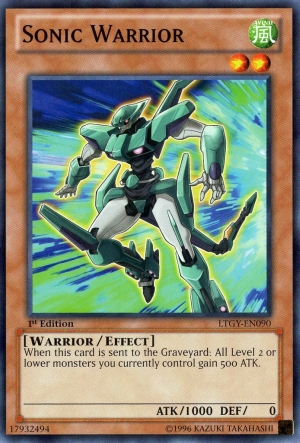 SONIC WARRIOR
WIND
風
1st Edition
LTGY-EN090
[WARRIOR / EFFECT]
When this card is sent to the Graveyard: All Level 2 or
lower monsters you currently control gain 500 ATK.
ATK/1000 DEF/ 0
17932494
©1996 KAZUKI TAKAHASHI